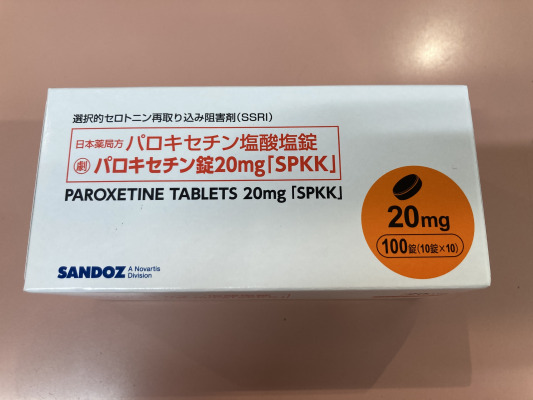 選択的セロトニン再取り込み阻害剤(SSRI)
日本薬局方 パロキセチン塩酸塩錠
劇 パロキセチン錠20mg「SPKK」
PAROXETINE TABLETS 20mg「SPKK」
20mg
100錠(10錠×10)
SANDOZ A Novartis
Division